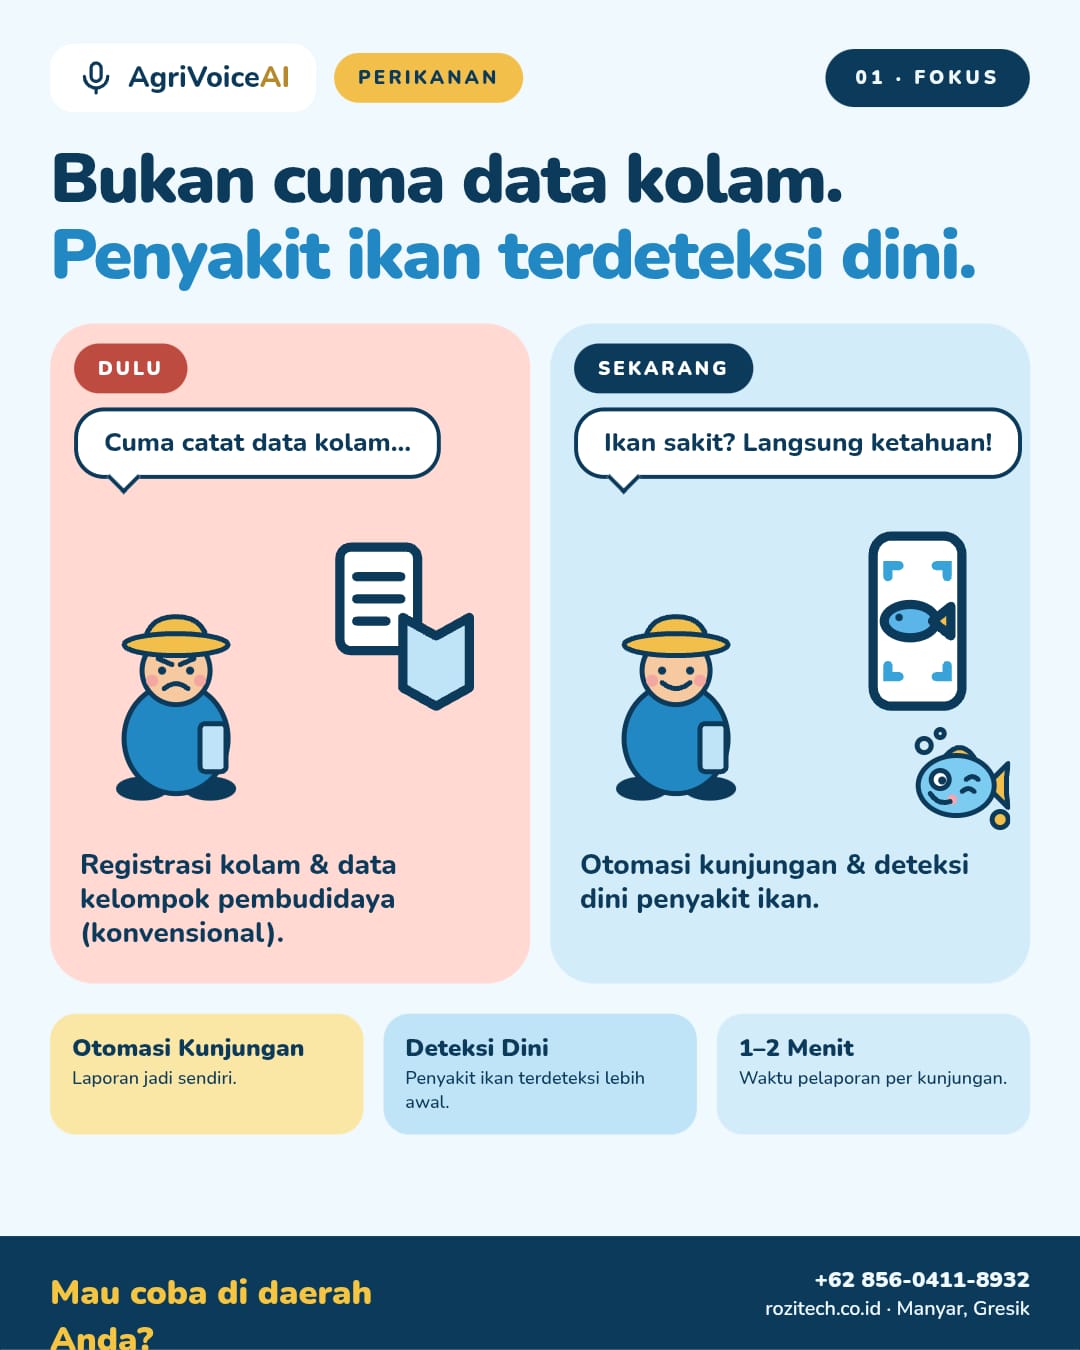 AgriVoiceAI
PERIKANAN
01 · FOKUS
Bukan cuma data kolam.
Penyakit ikan terdeteksi dini.
DULU
Cuma catat data kolam...
Registrasi kolam & data
kelompok pembudidaya
(konvensional).
SEKARANG
Ikan sakit? Langsung ketahuan!
Otomasi kunjungan & deteksi
dini penyakit ikan.
Otomasi Kunjungan
Laporan jadi sendiri.
Deteksi Dini
Penyakit ikan terdeteksi lebih
awal.
1–2 Menit
Waktu pelaporan per kunjungan.
Mau coba di daerah
Anda?
+62 856-0411-8932
rozitech.co.id · Manyar, Gresik